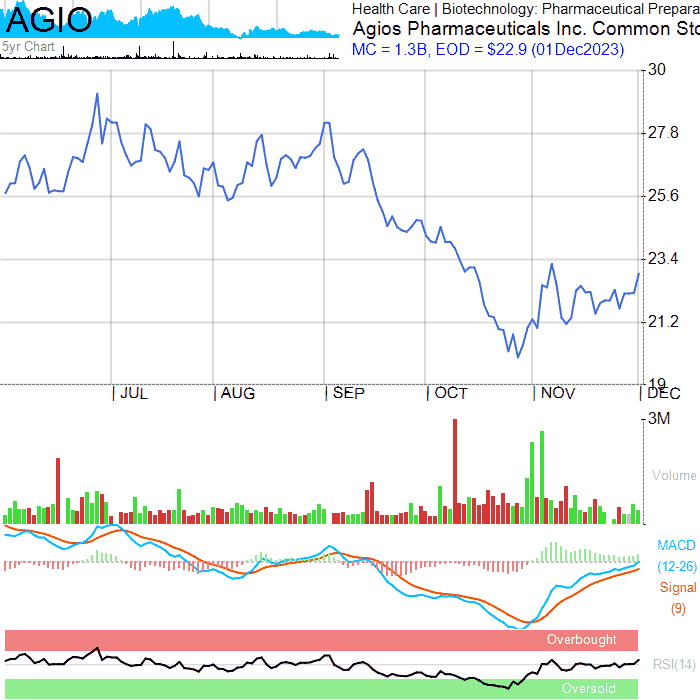 AGIO
5yr Chart
Health Care | Biotechnology: Pharmaceutical Prepara
Agios Pharmaceuticals Inc. Common Sto
MC = 1.3B, EOD = $22.9 (01Dec2023)
30
27.8
25.6
23.4
21.2
19
JUL
AUG
SEP
OCT
NOV
DEC
3M
Volume
MACD
(12-26)
Signal
(9)
Overbought
RSI(14)
Oversold